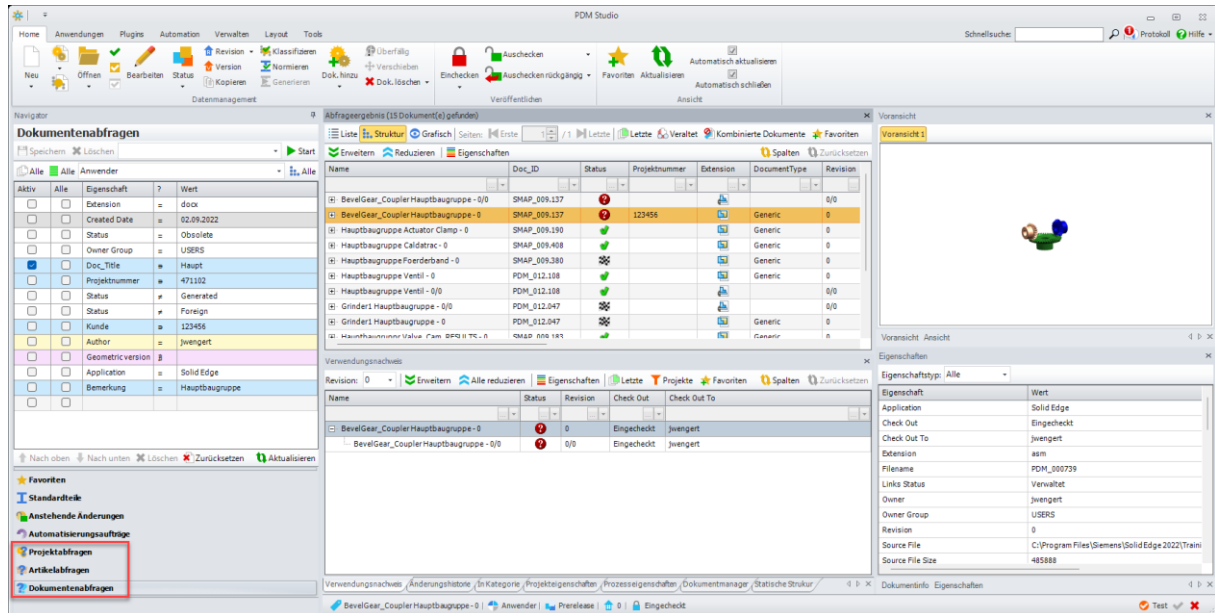 PDM Studio
Home Anwendungen Plugins Automation Verwalten Layout Tools Schnellsuche: Protokoll Hilfe
Neu Öffnen Bearbeiten Status Revision Version Kopieren Klassifizieren Normieren Generieren Dok. hinzu Überfällig Verschieben Dok. löschen Einchecken Auschecken Auschecken rückgängig Favoriten Aktualisieren Automatisch aktualisieren Automatisch schließen
Datenmanagement Veröffentlichen Ansicht
Navigator
Dokumentenabfragen
Speichern Löschen Start
Alle Alle Anwender Alle
Aktiv Alle Eigenschaft ? Wert
Extension = docx
Created Date = 02.09.2022
Status = Obsolete
Owner Group = USERS
Doc_Title Haupt
Projektnummer 471102
Status ≠ Generated
Status ≠ Foreign
Kunde 123456
Author = jwengert
Geometric version
Application = Solid Edge
Bemerkung = Hauptbaugruppe
Nach oben Nach unten Löschen Zurücksetzen Aktualisieren
Favoriten
Standardteile
Anstehende Änderungen
Automatisierungsaufträge
Projektabfragen
Artikelabfragen
Dokumentenabfragen
Abfrageergebnis (15 Dokument(e) gefunden)
Liste Struktur Grafisch Seiten: Erste 1 / 1 Letzte Letzte Veraltet Kombinierte Dokumente Favoriten
Erweitern Reduzieren Eigenschaften Spalten Zurücksetzen
Name Doc_ID Status Projektnummer Extension DocumentType Revision
BevelGear_Coupler Hauptbaugruppe - 0/0 SMAP_009.137 0/0
BevelGear_Coupler Hauptbaugruppe - 0 SMAP_009.137 123456 Generic 0
Hauptbaugruppe Actuator Clamp - 0 SMAP_009.190 Generic 0
Hauptbaugruppe Caldatrac - 0 SMAP_009.408 Generic 0
Hauptbaugruppe Foerderband - 0 SMAP_009.380 Generic 0
Hauptbaugruppe Ventil - 0 PDM_012.108 Generic 0
Hauptbaugruppe Ventil - 0/0 PDM_012.108 0/0
Grinder1 Hauptbaugruppe - 0/0 PDM_012.047 0/0
Grinder1 Hauptbaugruppe - 0 PDM_012.047 Generic 0
Hauptbaugruppr Valve_Cam_RESULTS - 0 SMAP_009.183 Generic 0
Verwendungsnachweis
Revision: 0 Erweitern Alle reduzieren Eigenschaften Letzte Projekte Favoriten Spalten Zurücksetzen
Name Status Revision Check Out Check Out To
BevelGear_Coupler Hauptbaugruppe - 0 0 Eingecheckt jwengert
BevelGear_Coupler Hauptbaugruppe - 0/0 0/0 Eingecheckt jwengert
Verwendungsnachweis Änderungshistorie In Kategorie Projekteigenschaften Prozesseigenschaften Dokumentmanager Statische Strukur
Voransicht
Voransicht 1
Voransicht Ansicht
Eigenschaften
Eigenschaftstyp: Alle
Eigenschaft Wert
Application Solid Edge
Check Out Eingecheckt
Check Out To jwengert
Extension asm
Filename PDM_000739
Links Status Verwaltet
Owner jwengert
Owner Group USERS
Revision 0
Source File C:\Program Files\Siemens\Solid Edge 2022\Traini
Source File Size 485888
Dokumentinfo Eigenschaften
BevelGear_Coupler Hauptbaugruppe - 0 | Anwender | Prerelease | 0 | Eingecheckt Test